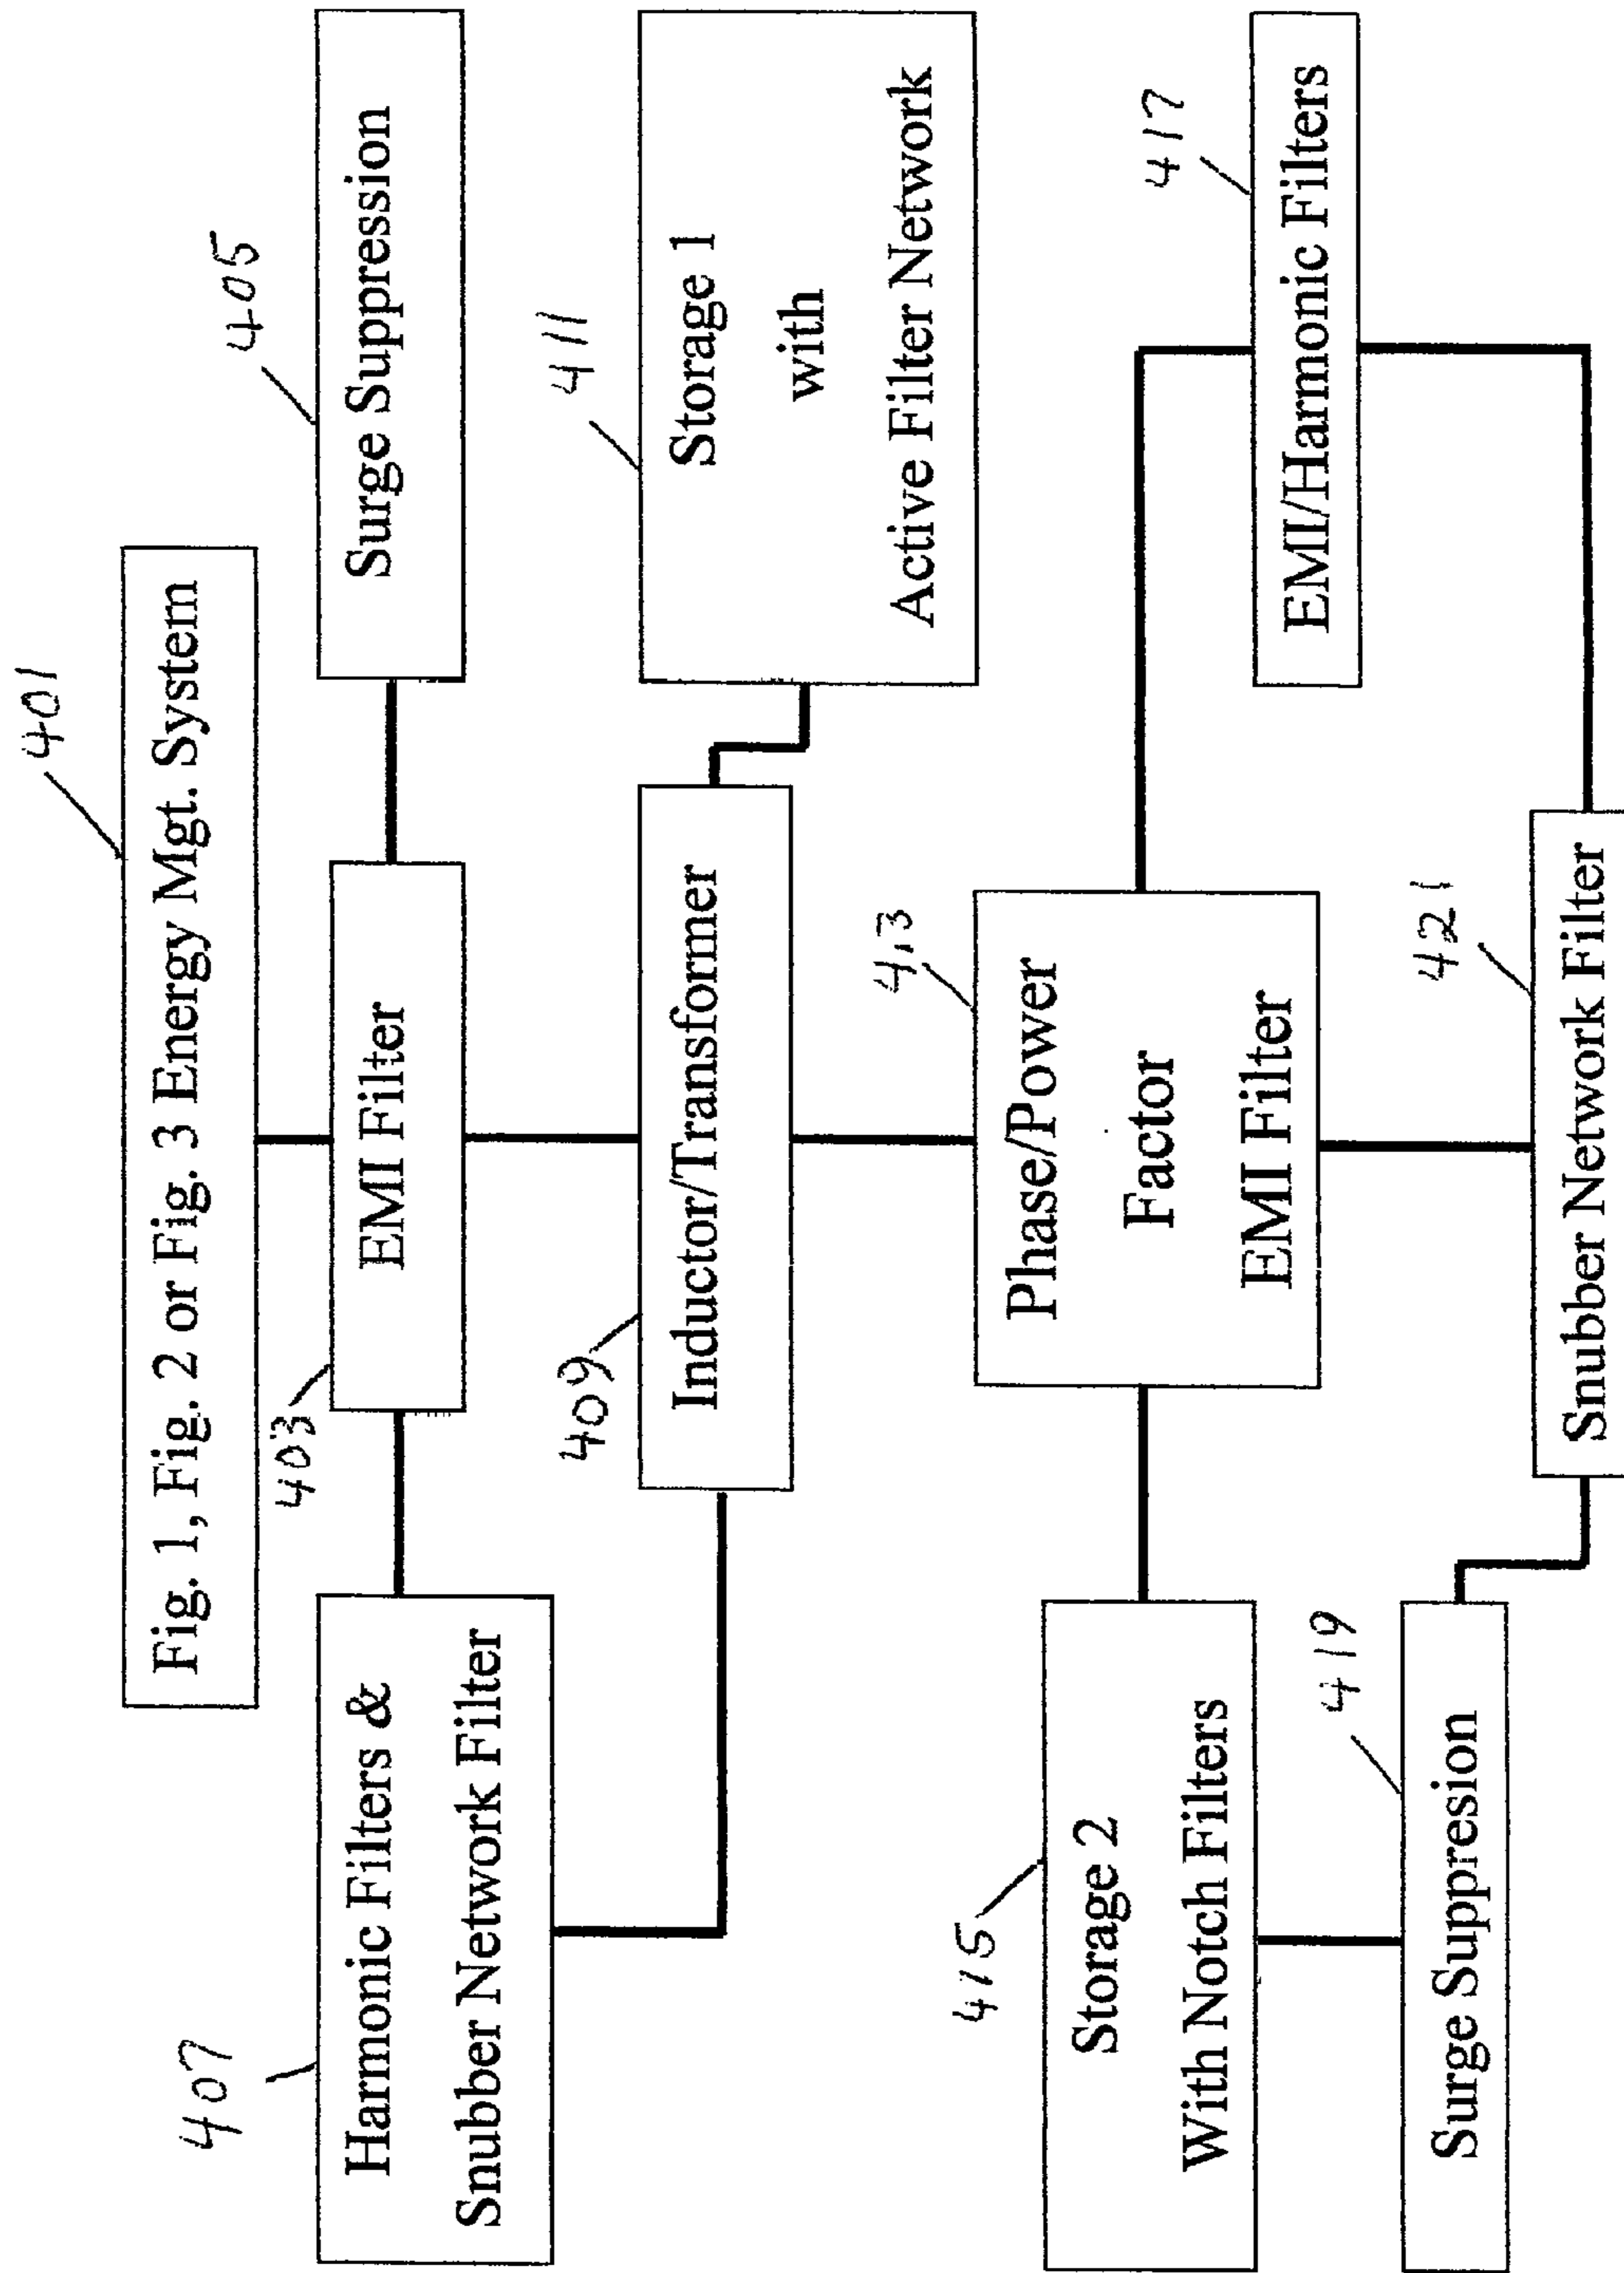 401
Fig. 1, Fig. 2 or Fig. 3 Energy Mgt. System
407
Harmonic Filters &
Snubber Network Filter
403
EMI Filter
405
Surge Suppression
409
Inductor/Transformer
411
Storage 1
with
Active Filter Network
413
Phase/Power
Factor
EMI Filter
415
Storage 2
With Notch Filters
417
EMI/Harmonic Filters
419
Surge Suppresion
421
Snubber Network Filter